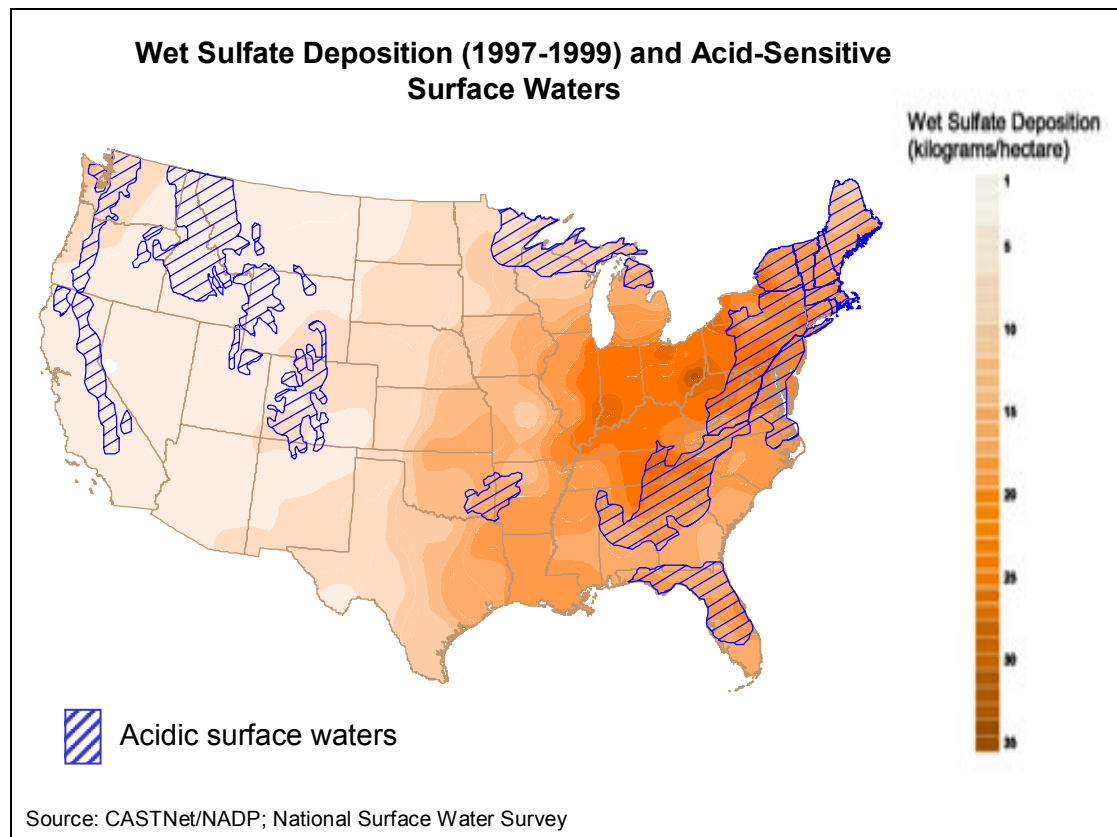 Wet Sulfate Deposition (1997-1999) and Acid-Sensitive
Surface Waters
Wet Sulfate Deposition
(kilograms/hectare)
1
5
10
15
20
25
30
35
Acidic surface waters
Source: CASTNet/NADP; National Surface Water Survey